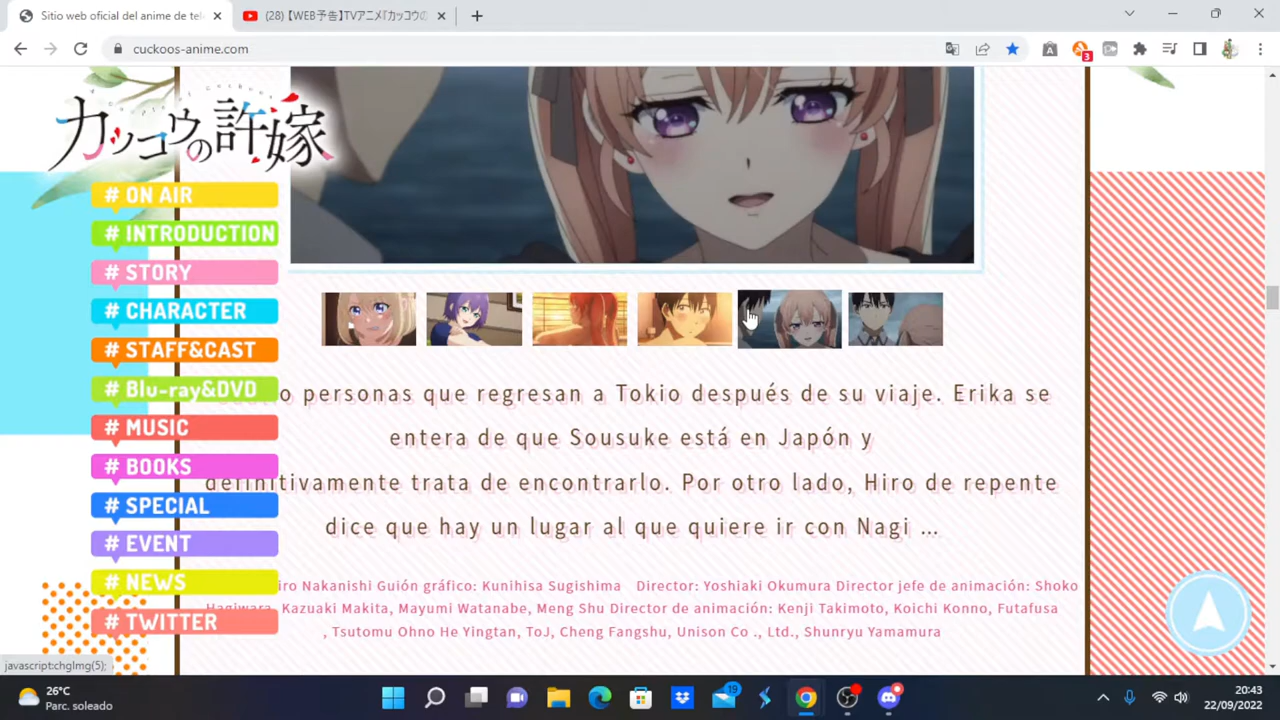 Sitio web oficial del anime de tel
(28) 【WEB予告】TVアニメ『カッコウの
cuckoos-anime.com
3
カッコウの許嫁
# ON AIR
# INTRODUCTION
# STORY
# CHARACTER
# STAFF&CAST
# Blu-ray&DVD
# MUSIC
# BOOKS
# SPECIAL
# EVENT
# NEWS
# TWITTER
personas que regresan a Tokio después de su viaje. Erika se
entera de que Sousuke está en Japón y
definitivamente trata de encontrarlo. Por otro lado, Hiro de repente
dice que hay un lugar al que quiere ir con Nagi ...
Nakanishi Guión gráfico: Kunihisa Sugishima Director: Yoshiaki Okumura Director jefe de animación: Shoko
Hagiwara, Kazuaki Makita, Mayumi Watanabe, Meng Shu Director de animación: Kenji Takimoto, Koichi Konno, Futafusa
, Tsutomu Ohno He Yingtan, ToJ, Cheng Fangshu, Unison Co ., Ltd., Shunryu Yamamura
javascript:chgImg(5);
26°C
Parc. soleado
19
20:43
22/09/2022